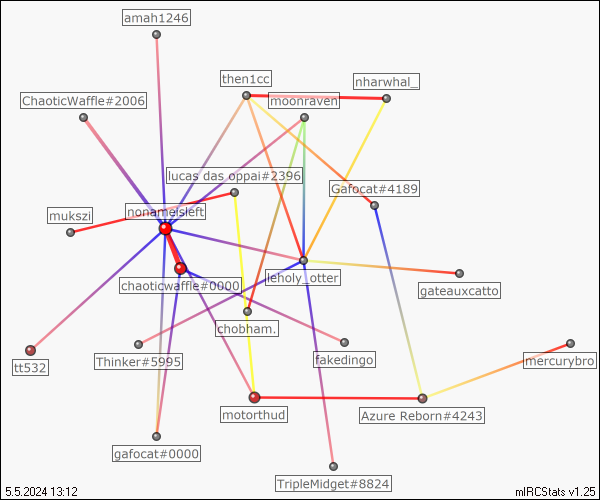 amah1246
then1cc
nharwhal_
ChaoticWaffle#2006
moonraven
lucas das oppai#2396
Gafocat#4189
mukszi
nonameisleft
leholy_otter
chaoticwaffle#0000
gateauxcatto
chobham.
tt532
Thinker#5995
fakedingo
mercurybro
motorthud
Azure Reborn#4243
gafocat#0000
TripleMidget#8824
5.5.2024 13:12
mIRCStats v1.25